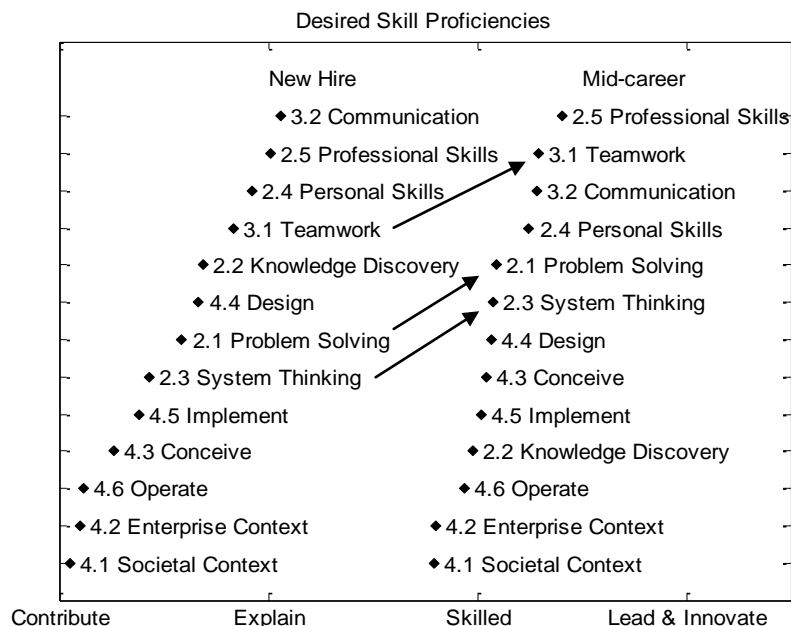 Desired Skill Proficiencies
New Hire
Mid-career
3.2 Communication
2.5 Professional Skills
2.5 Professional Skills
3.1 Teamwork
2.4 Personal Skills
3.2 Communication
3.1 Teamwork
2.4 Personal Skills
2.2 Knowledge Discovery
2.1 Problem Solving
4.4 Design
2.3 System Thinking
2.1 Problem Solving
4.4 Design
2.3 System Thinking
4.3 Conceive
4.5 Implement
4.5 Implement
4.3 Conceive
2.2 Knowledge Discovery
4.6 Operate
4.6 Operate
4.2 Enterprise Context
4.2 Enterprise Context
4.1 Societal Context
4.1 Societal Context
Contribute
Explain
Skilled
Lead & Innovate